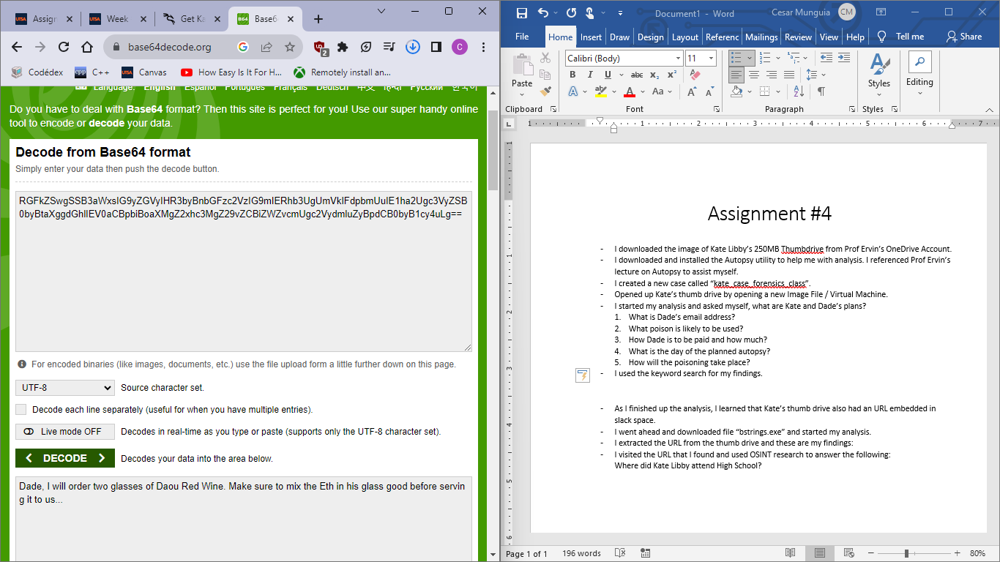 Assign
Week
Get Ka
B64
Base6
base64decode.org
2
C
Codédex
C++
Canvas
How Easy Is It For H...
Remotely install an...
Language: English Español Português Français Deutsch 中文 हिन्दी Русский 한국어
Do you have to deal with Base64 format? Then this site is perfect for you! Use our super handy online
tool to encode or decode your data.
Decode from Base64 format
Simply enter your data then push the decode button.
RGFkZSwgSSB3aWxsIG9yZGVyIHR3byBnbGFzc2VzIG9mIERhb3UgUmVkIFdpbmUuIE1ha2Ugc3VyZSB
0byBtaXggdGhlIEV0aCBpbiBoaXMgZ2xhc3MgZ29vZCBiZWZvcmUgc2VydmluZyBpdCB0byB1cy4uLg==
For encoded binaries (like images, documents, etc.) use the file upload form a little further down on this page.
UTF-8 Source character set.
Decode each line separately (useful for when you have multiple entries).
Live mode OFF Decodes in real-time as you type or paste (supports only the UTF-8 character set).
DECODE Decodes your data into the area below.
Dade, I will order two glasses of Daou Red Wine. Make sure to mix the Eth in his glass good before servin
g it to us...
Document1 - Word
Cesar Munguia CM
File Home Insert Draw Design Layout Referenc Mailings Review View Help Tell me Share
Paste
Calibri (Body) 11
B I U abc x₂ x²
A A Aa A A
Styles
Editing
Clipboard Font Paragraph Styles
1 1 2 3 4 5 6 7
Assignment #4
- I downloaded the image of Kate Libby's 250MB Thumbdrive from Prof Ervin's OneDrive Account.
- I downloaded and installed the Autopsy utility to help me with analysis. I referenced Prof Ervin's
lecture on Autopsy to assist myself.
- I created a new case called “kate_case_forensics_class”.
- Opened up Kate's thumb drive by opening a new Image File / Virtual Machine.
- I started my analysis and asked myself, what are Kate and Dade's plans?
1. What is Dade's email address?
2. What poison is likely to be used?
3. How Dade is to be paid and how much?
4. What is the day of the planned autopsy?
5. How will the poisoning take place?
- I used the keyword search for my findings.
- As I finished up the analysis, I learned that Kate's thumb drive also had an URL embedded in
slack space.
- I went ahead and downloaded file “bstrings.exe” and started my analysis.
- I extracted the URL from the thumb drive and these are my findings:
- I visited the URL that I found and used OSINT research to answer the following:
Where did Kate Libby attend High School?
Page 1 of 1 196 words 80%